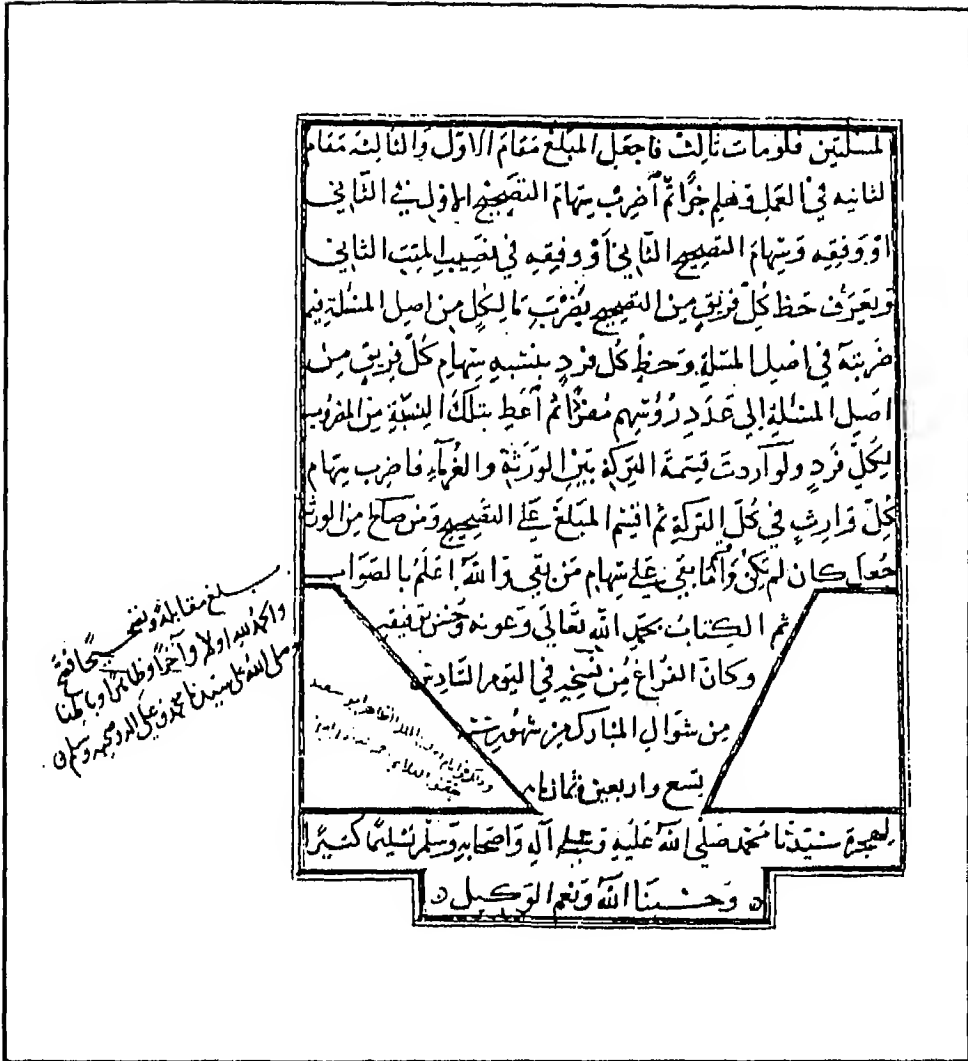 لمسئلتين فلو مات ثالث فاجعل المبلغ مقام الاول والثالثة مقام
لثانية في العمل وهلم جرا ثم اضرب سهام التصحيح الاول في الثاني
او وفقه وسهام التصحيح الثاني او وفقه في نصيب الميت الثاني
ويعرف حظ كل فريق من التصحيح بضرب ما لكل من اصل المسئلة فيما
ضربته في اصل المسئلة وحظ كل فرد بنسبة سهام كل فريق من
اصل المسئلة الى عدد رؤسهم مفردا ثم اعط بتلك النسبة من المضروب
لكل فرد ولو اردت قسمة التركة بين الورثة والغرماء فاضرب سهام
كل وارث في كل التركة ثم اقسم المبلغ على التصحيح ومن صالح من الورثة
جعل كان لم يكن واقسم ما بقي على سهام من بقي والله اعلم بالصواب
تم الكتاب بحمد الله تعالى وعونه وحسن توفيقه
وكان الفراغ من نسخه في اليوم السادس
من شوال المبارك من شهور سنة
تسع واربعين وثمانمائة
لهجرة سيدنا محمد صلى الله عليه وعلى آله واصحابه وسلم تسليما كثيرا
وحسبنا الله ونعم الوكيل
بلغ مقابلة وتصحيحا فصح
والحمد لله اولا وآخرا وظاهرا وباطنا
وصلى الله على سيدنا محمد وعلى اله وصحبه وسلم